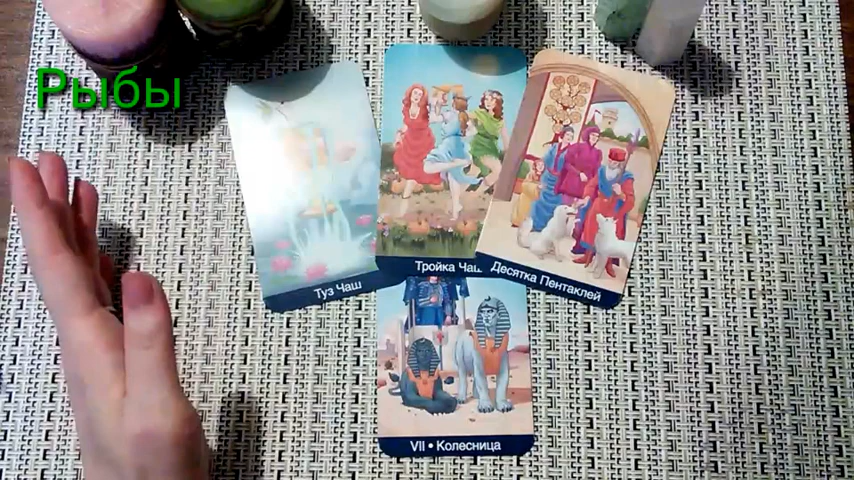 Рыбы
Туз Чаш
Тройка Чаш
Десятка Пентаклей
VII • Колесница